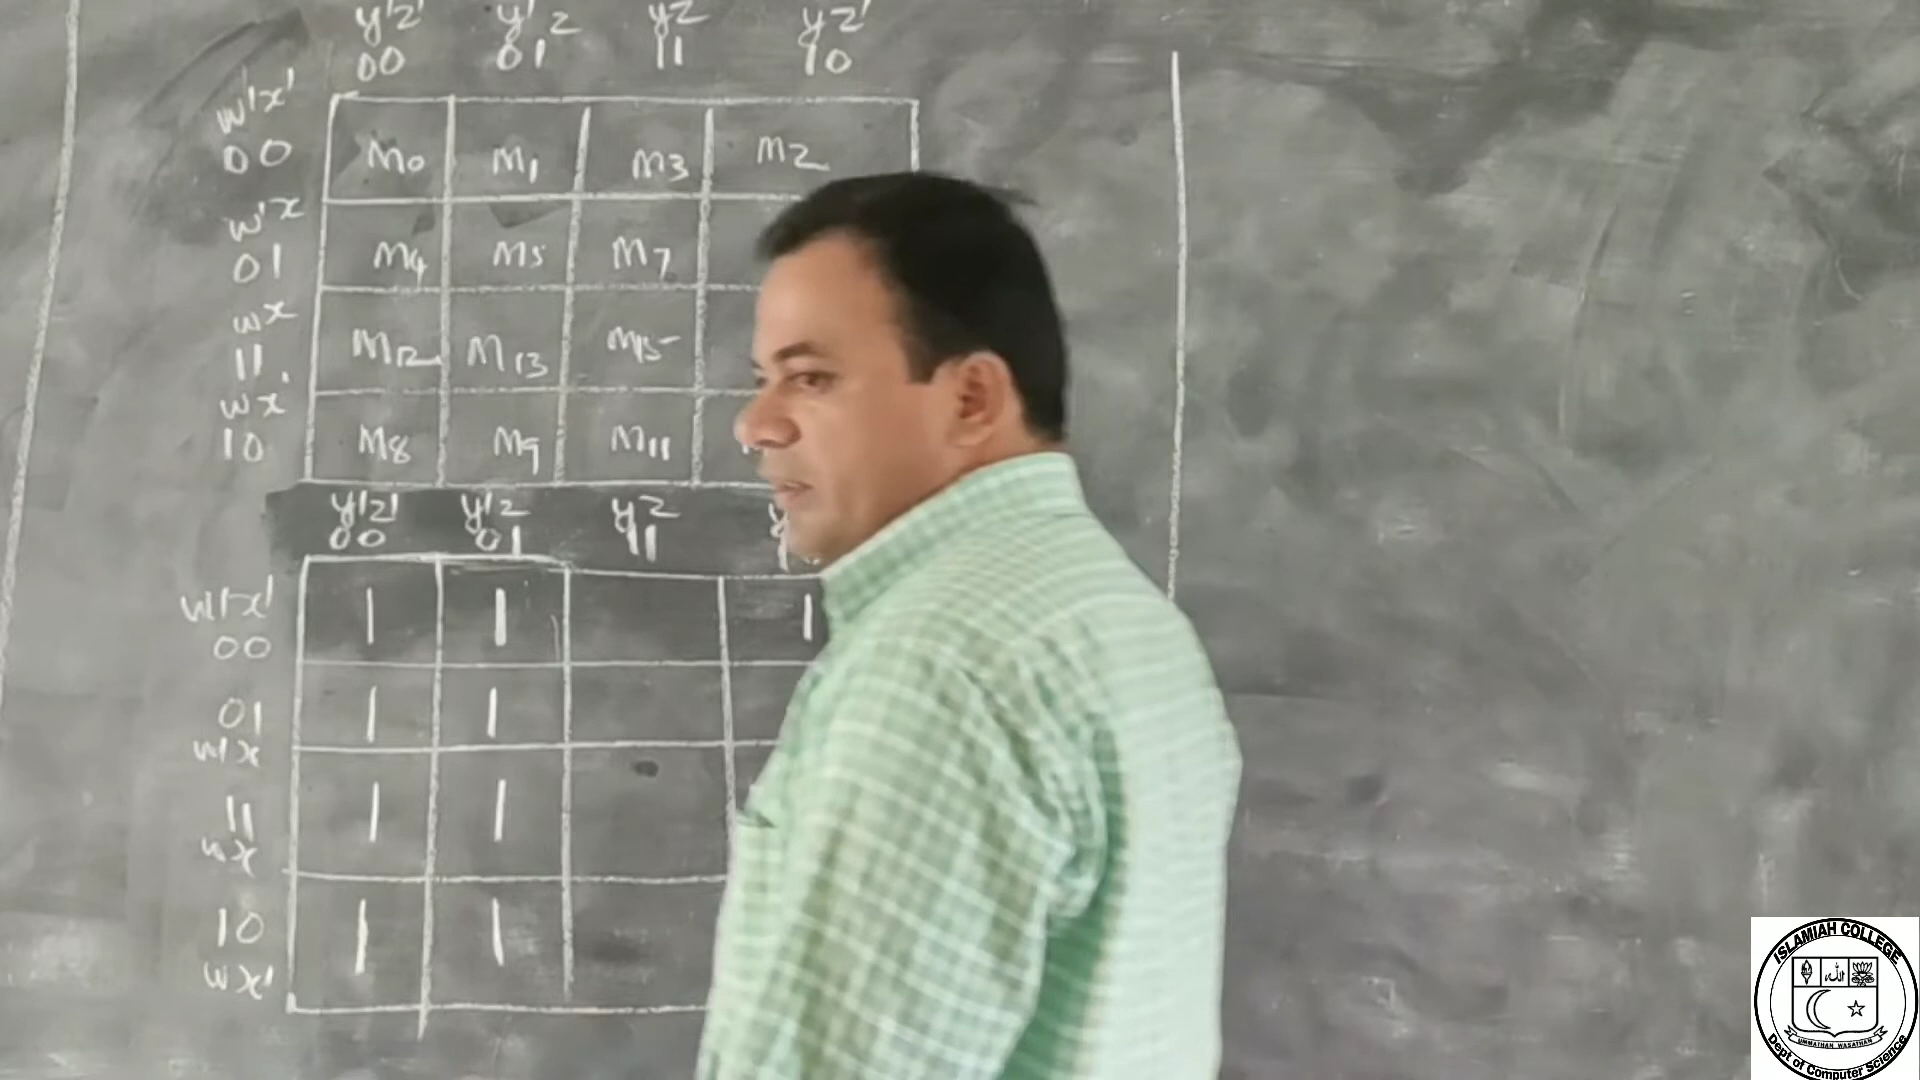 y'z' y'z yz yz'
00 01 11 10
w'x'
00 m0 m1 m3 m2
w'x
01 m4 m5 m7
wx
11 m12 m13 m15
wx
10 m8 m9 m11
y'z' y'z yz
00 01 11
w'x' 1 1 1
00
01 1 1
w'x
11 1 1
wx
10 1 1
wx'
ISLAMIAH COLLEGE
UMMATHAN WASATHAN
Dept of Computer Science